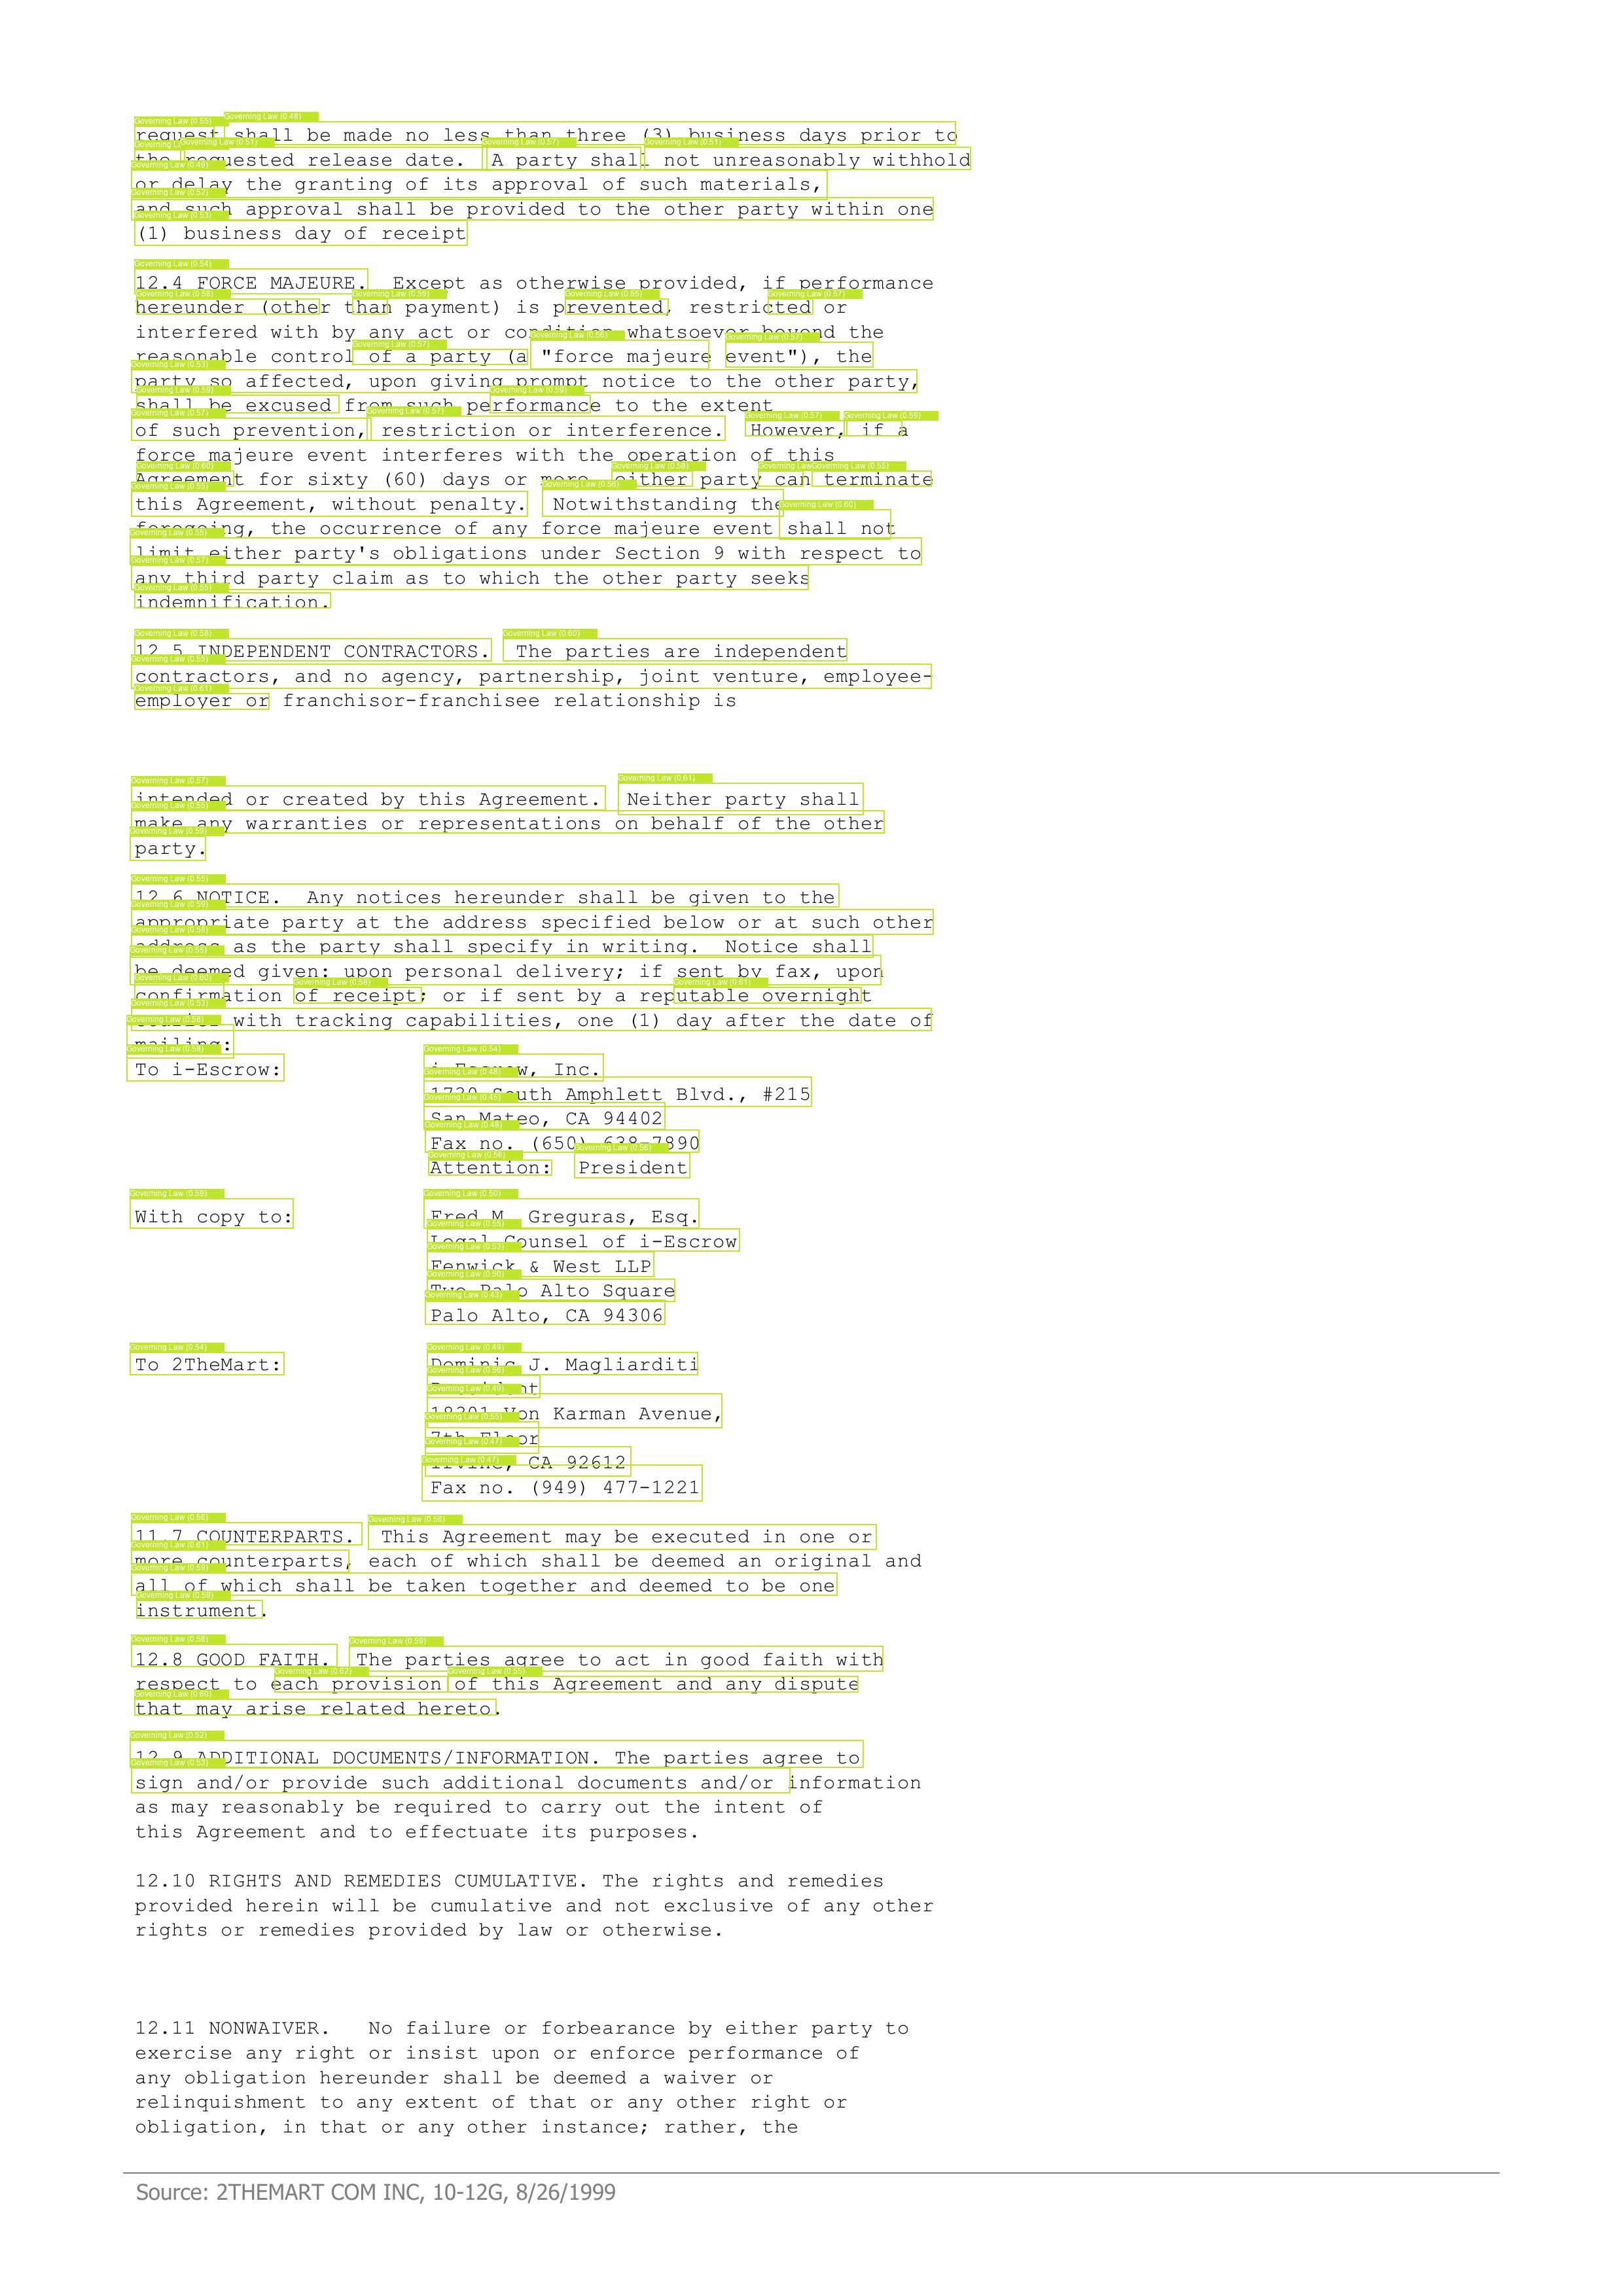 request shall be made no less than three (3) business days prior to
the requested release date. A party shall not unreasonably withhold
or delay the granting of its approval of such materials,
and such approval shall be provided to the other party within one
(1) business day of receipt
12.4 FORCE MAJEURE. Except as otherwise provided, if performance
hereunder (other than payment) is prevented, restricted or
interfered with by any act or condition whatsoever beyond the
reasonable control of a party (a "force majeure event"), the
party so affected, upon giving prompt notice to the other party,
shall be excused from such performance to the extent
of such prevention, restriction or interference. However, if a
force majeure event interferes with the operation of this
Agreement for sixty (60) days or more, either party can terminate
this Agreement, without penalty. Notwithstanding the
foregoing, the occurrence of any force majeure event shall not
limit either party's obligations under Section 9 with respect to
any third party claim as to which the other party seeks
indemnification.
12.5 INDEPENDENT CONTRACTORS. The parties are independent
contractors, and no agency, partnership, joint venture, employee-
employer or franchisor-franchisee relationship is
intended or created by this Agreement. Neither party shall
make any warranties or representations on behalf of the other
party.
12.6 NOTICE. Any notices hereunder shall be given to the
appropriate party at the address specified below or at such other
address as the party shall specify in writing. Notice shall
be deemed given: upon personal delivery; if sent by fax, upon
confirmation of receipt; or if sent by a reputable overnight
courier with tracking capabilities, one (1) day after the date of
mailing:
To i-Escrow: i-Escrow, Inc.
1730 South Amphlett Blvd., #215
San Mateo, CA 94402
Fax no. (650) 638-7890
Attention: President
With copy to: Fred M. Greguras, Esq.
Legal Counsel of i-Escrow
Fenwick & West LLP
Two Palo Alto Square
Palo Alto, CA 94306
To 2TheMart: Dominic J. Magliarditi
President
18301 Von Karman Avenue,
7th Floor
Irvine, CA 92612
Fax no. (949) 477-1221
11.7 COUNTERPARTS. This Agreement may be executed in one or
more counterparts, each of which shall be deemed an original and
all of which shall be taken together and deemed to be one
instrument.
12.8 GOOD FAITH. The parties agree to act in good faith with
respect to each provision of this Agreement and any dispute
that may arise related hereto.
12.9 ADDITIONAL DOCUMENTS/INFORMATION. The parties agree to
sign and/or provide such additional documents and/or information
as may reasonably be required to carry out the intent of
this Agreement and to effectuate its purposes.
12.10 RIGHTS AND REMEDIES CUMULATIVE. The rights and remedies
provided herein will be cumulative and not exclusive of any other
rights or remedies provided by law or otherwise.
12.11 NONWAIVER. No failure or forbearance by either party to
exercise any right or insist upon or enforce performance of
any obligation hereunder shall be deemed a waiver or
relinquishment to any extent of that or any other right or
obligation, in that or any other instance; rather, the
Source: 2THEMART COM INC, 10-12G, 8/26/1999